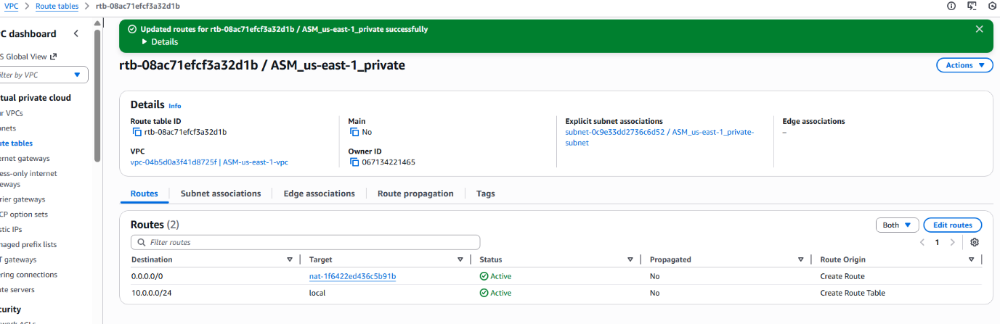 VPC > Route tables > rtb-08ac71efcf3a32d1b
PC dashboard
S Global View
ilter by VPC
tual private cloud
ur VPCs
bnets
ute tables
ernet gateways
ress-only internet
eways
rier gateways
CP option sets
stic IPs
naged prefix lists
T gateways
ering connections
ute servers
curity
Updated routes for rtb-08ac71efcf3a32d1b / ASM_us-east-1_private successfully
Details
rtb-08ac71efcf3a32d1b / ASM_us-east-1_private
Actions
Details Info
Route table ID
rtb-08ac71efcf3a32d1b
Main
No
Explicit subnet associations
subnet-0c9e33dd2736c6d52 / ASM_us-east-1_private-
subnet
Edge associations
–
VPC
vpc-04b5d0a3f41d8725f | ASM-us-east-1-vpc
Owner ID
067134221465
Routes Subnet associations Edge associations Route propagation Tags
Routes (2)
Both Edit routes
Filter routes
1
Destination Target Status Propagated Route Origin
0.0.0.0/0 nat-1f6422ed436c5b91b Active No Create Route
10.0.0.0/24 local Active No Create Route Table